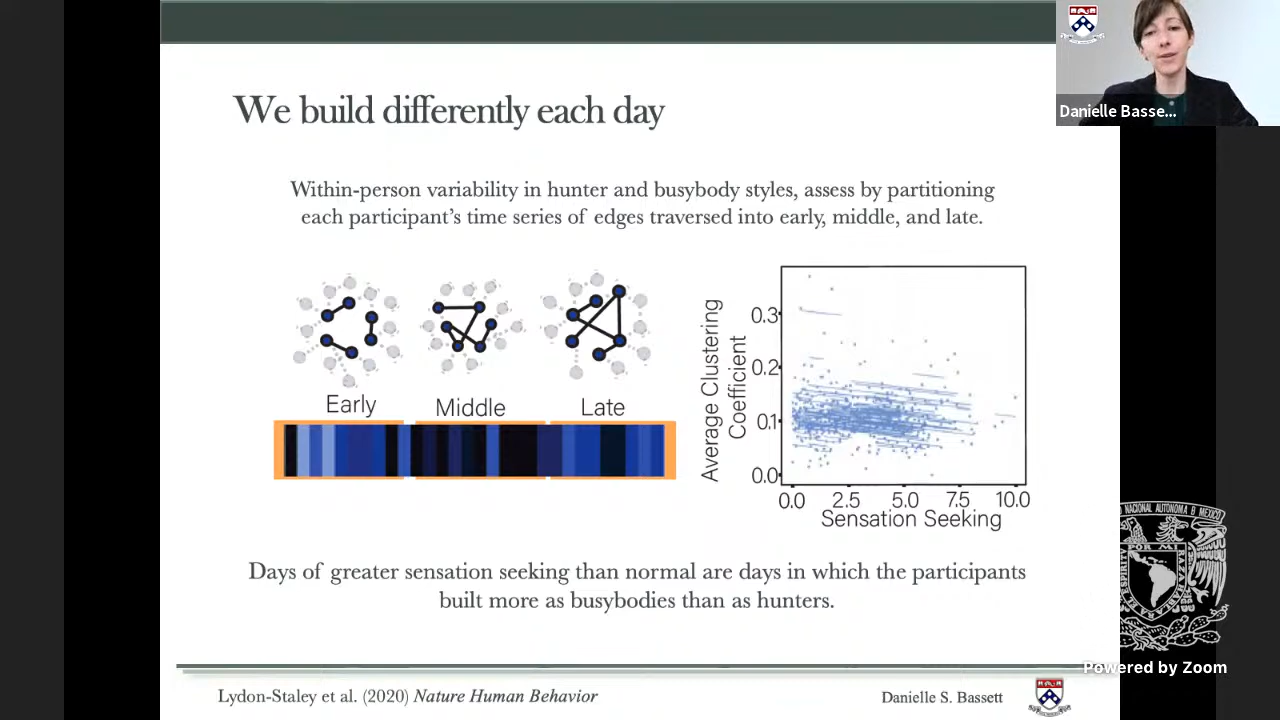 We build differently each day
Danielle Basse...
Within-person variability in hunter and busybody styles, assess by partitioning
each participant's time series of edges traversed into early, middle, and late.
Early
Middle
Late
Average Clustering
Coefficient
0.3
0.2
0.1
0.0
0.0
2.5
5.0
7.5
10.0
Sensation Seeking
Days of greater sensation seeking than normal are days in which the participants
built more as busybodies than as hunters.
Lydon-Staley et al. (2020) Nature Human Behavior
Danielle S. Bassett
NACIONAL AUTONOMA
POR MI
Powered by Zoom